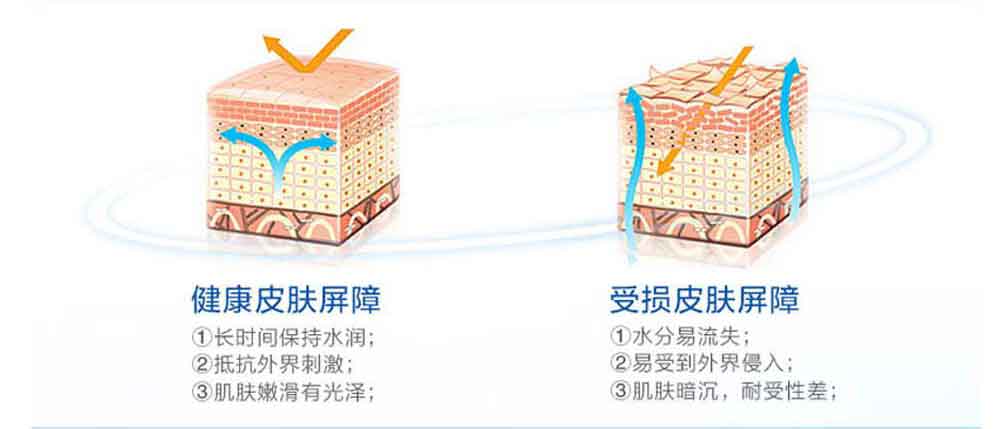 健康皮肤屏障
①长时间保持水润；
②抵抗外界刺激；
③肌肤嫩滑有光泽；
受损皮肤屏障
①水分易流失；
②易受到外界侵入；
③肌肤暗沉，耐受性差；